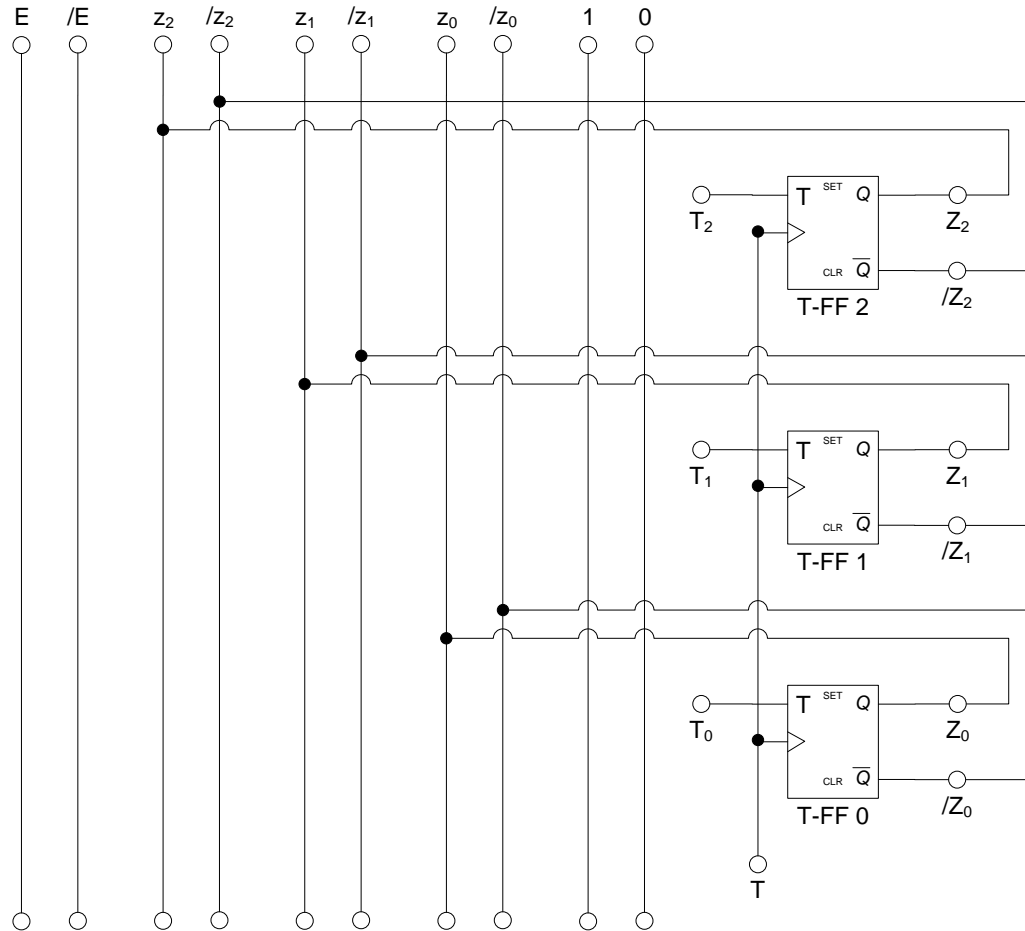 E /E z₂ /z₂ z₁ /z₁ z₀ /z₀ 1 0
T SET Q
T₂ Z₂
CLR Q̅
/Z₂
T-FF 2
T SET Q
T₁ Z₁
CLR Q̅
/Z₁
T-FF 1
T SET Q
T₀ Z₀
CLR Q̅
/Z₀
T-FF 0
T